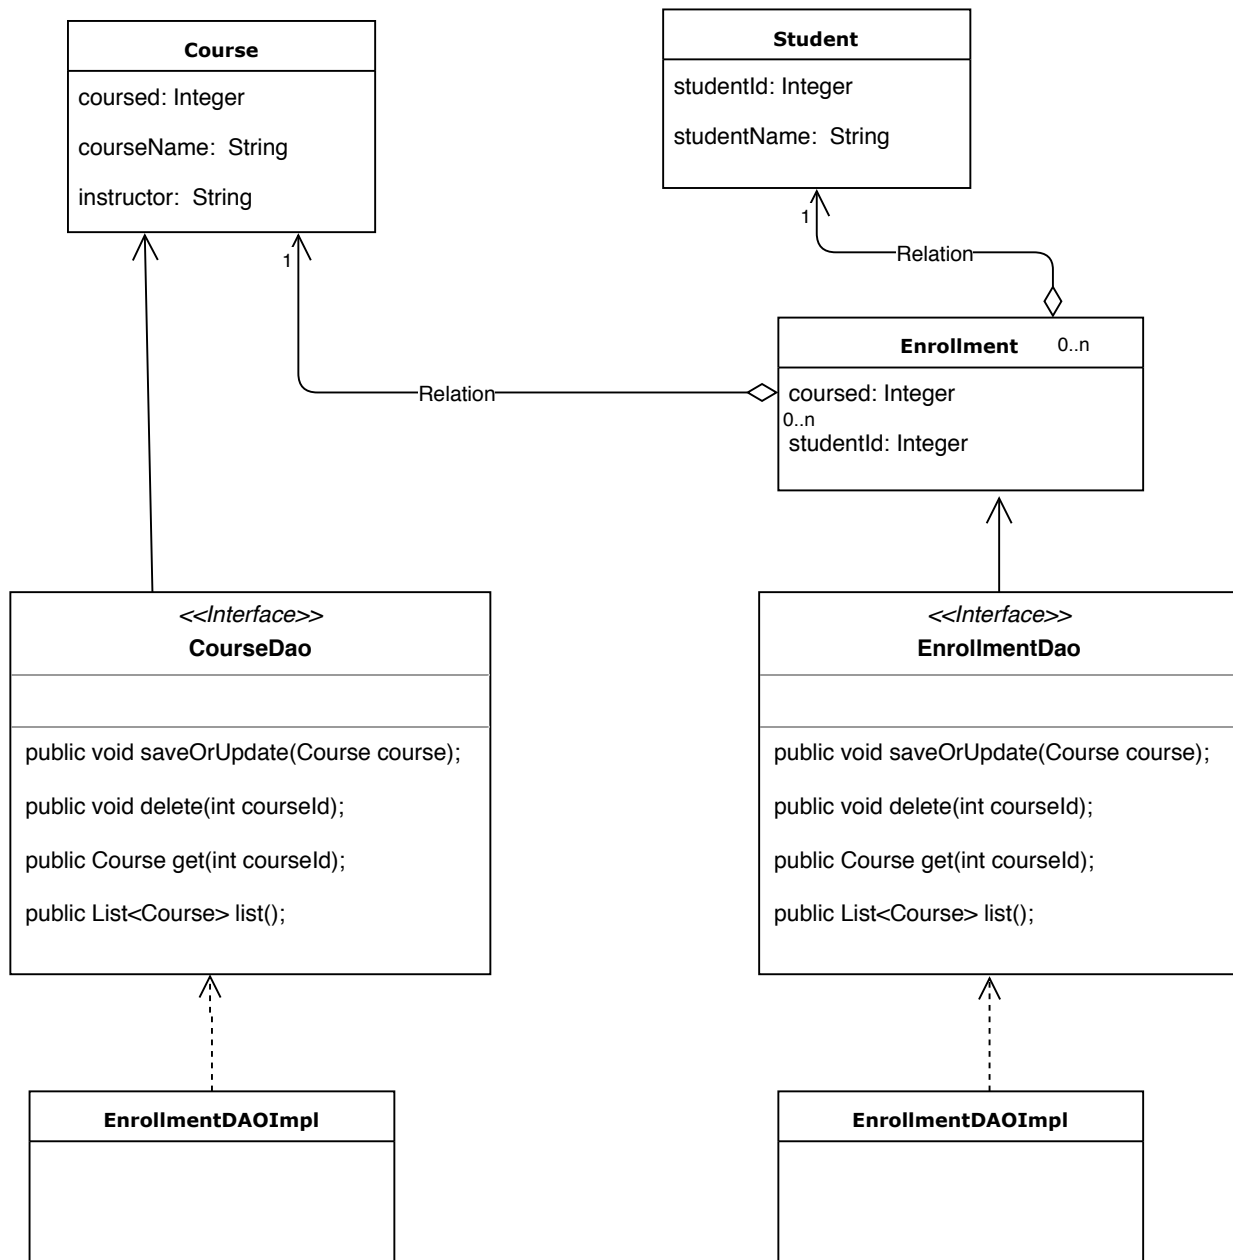 Course
coursed: Integer
courseName:  String
instructor:  String
Student
studentId: Integer
studentName:  String
1
1
Relation
Relation
Enrollment
0..n
coursed: Integer
0..n
studentId: Integer
<<Interface>>
CourseDao
public void saveOrUpdate(Course course);
public void delete(int courseId);
public Course get(int courseId);
public List<Course> list();
<<Interface>>
EnrollmentDao
public void saveOrUpdate(Course course);
public void delete(int courseId);
public Course get(int courseId);
public List<Course> list();
EnrollmentDAOImpl
EnrollmentDAOImpl